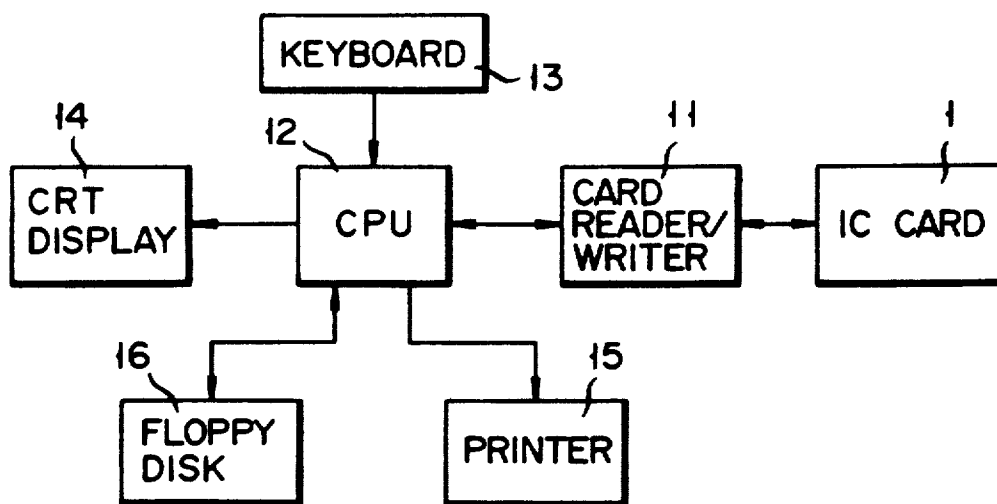 KEYBOARD
13
14
12
11
1
CRT
DISPLAY
CPU
CARD
READER/
WRITER
IC CARD
16
15
FLOPPY
DISK
PRINTER